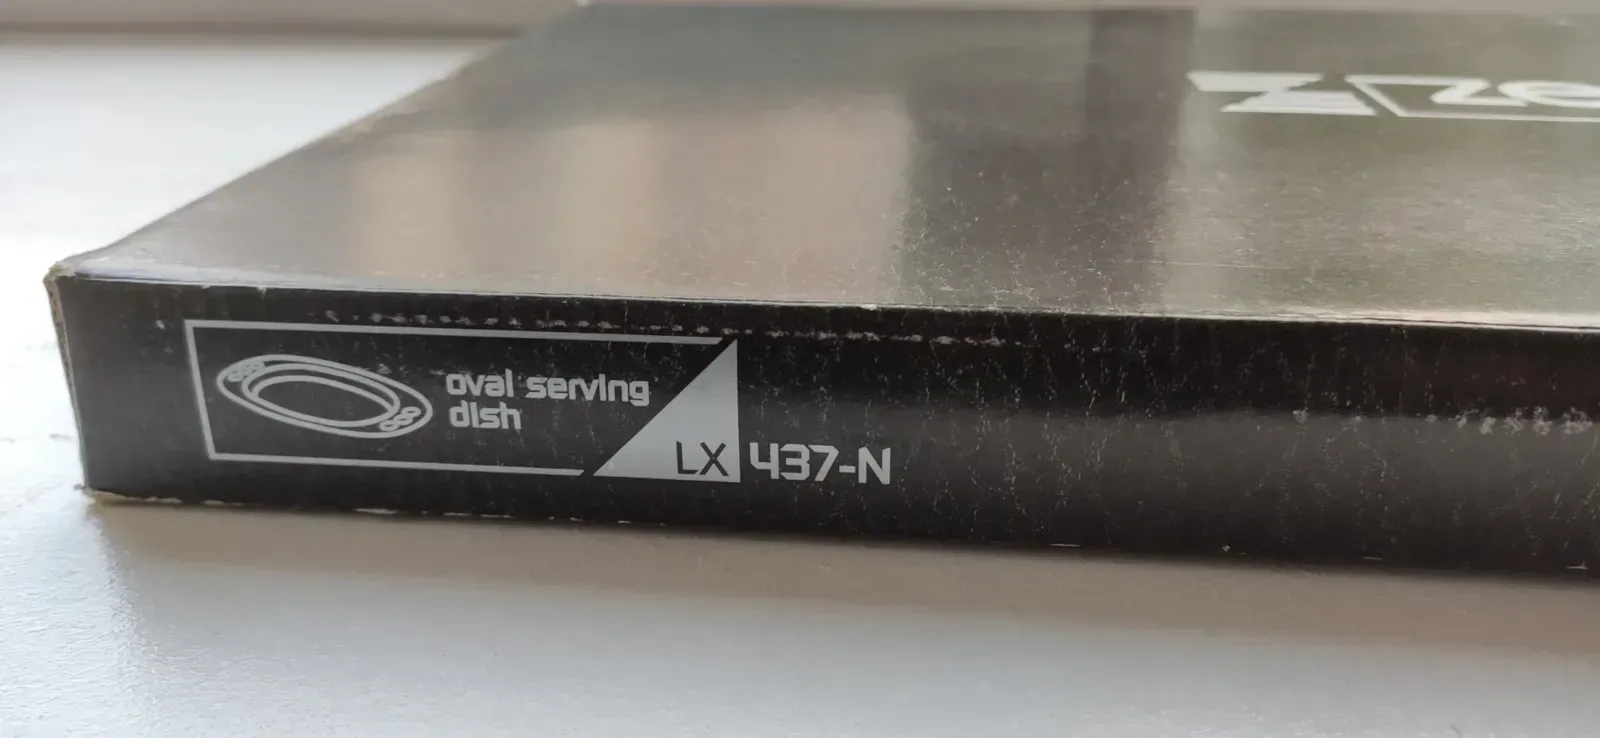 oval serving
dish
LX 437-N